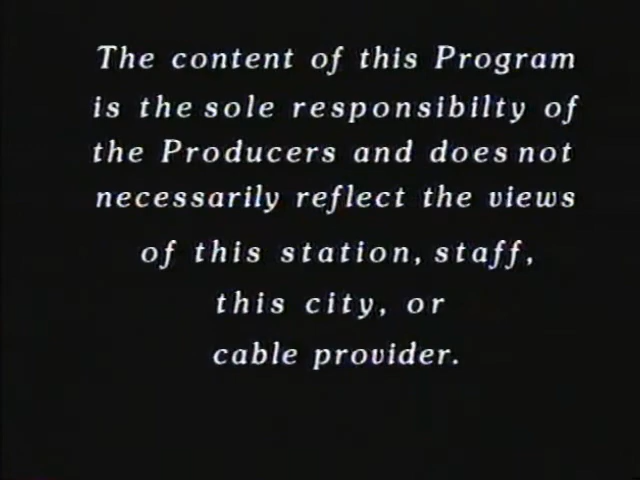 The content of this Program
is the sole responsibilty of
the Producers and does not
necessarily reflect the views
of this station, staff,
this city, or
cable provider.